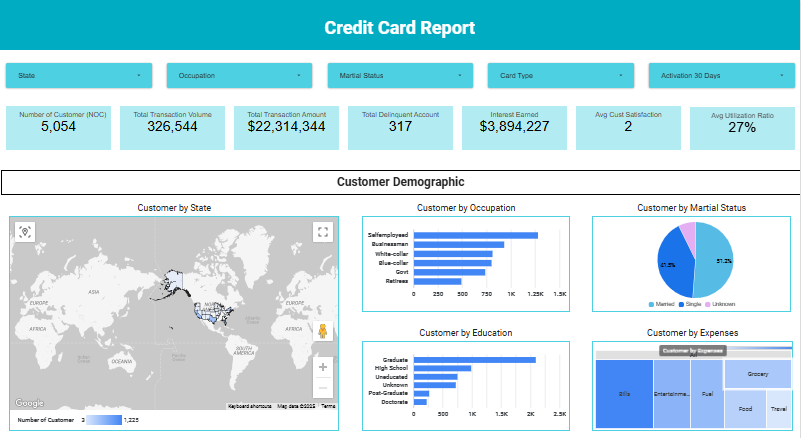 Credit Card Report
State
Occupation
Martial Status
Card Type
Activation 30 Days
Number of Customer (NOC)
5,054
Total Transaction Volume
326,544
Total Transaction Amount
$22,314,344
Total Delinquent Account
317
Interest Earned
$3,894,227
Avg Cust Satisfaction
2
Avg Utilization Ratio
27%
Customer Demographic
Customer by State
EUROPE
ASIA
AFRICA
OCEANIA
SOUTH
AMERICA
EUROPE
AFRICA
Google
Keyboard shortcuts
Map data ©2025
Terms
Number of Customer
3
1,225
Customer by Occupation
Selfemployeed
Businessman
White-collar
Blue-collar
Govt
Retirees
0
250
500
750
1K
1.25K
1.5K
Customer by Martial Status
51.2%
41.5%
Married
Single
Unknown
Customer by Education
Graduate
High School
Uneducated
Unknown
Post-Graduate
Doctorate
0
500
1K
1.5K
2K
2.5K
Customer by Expenses
Customer by Expenses
Bills
Entertainme...
Fuel
Grocery
Food
Travel